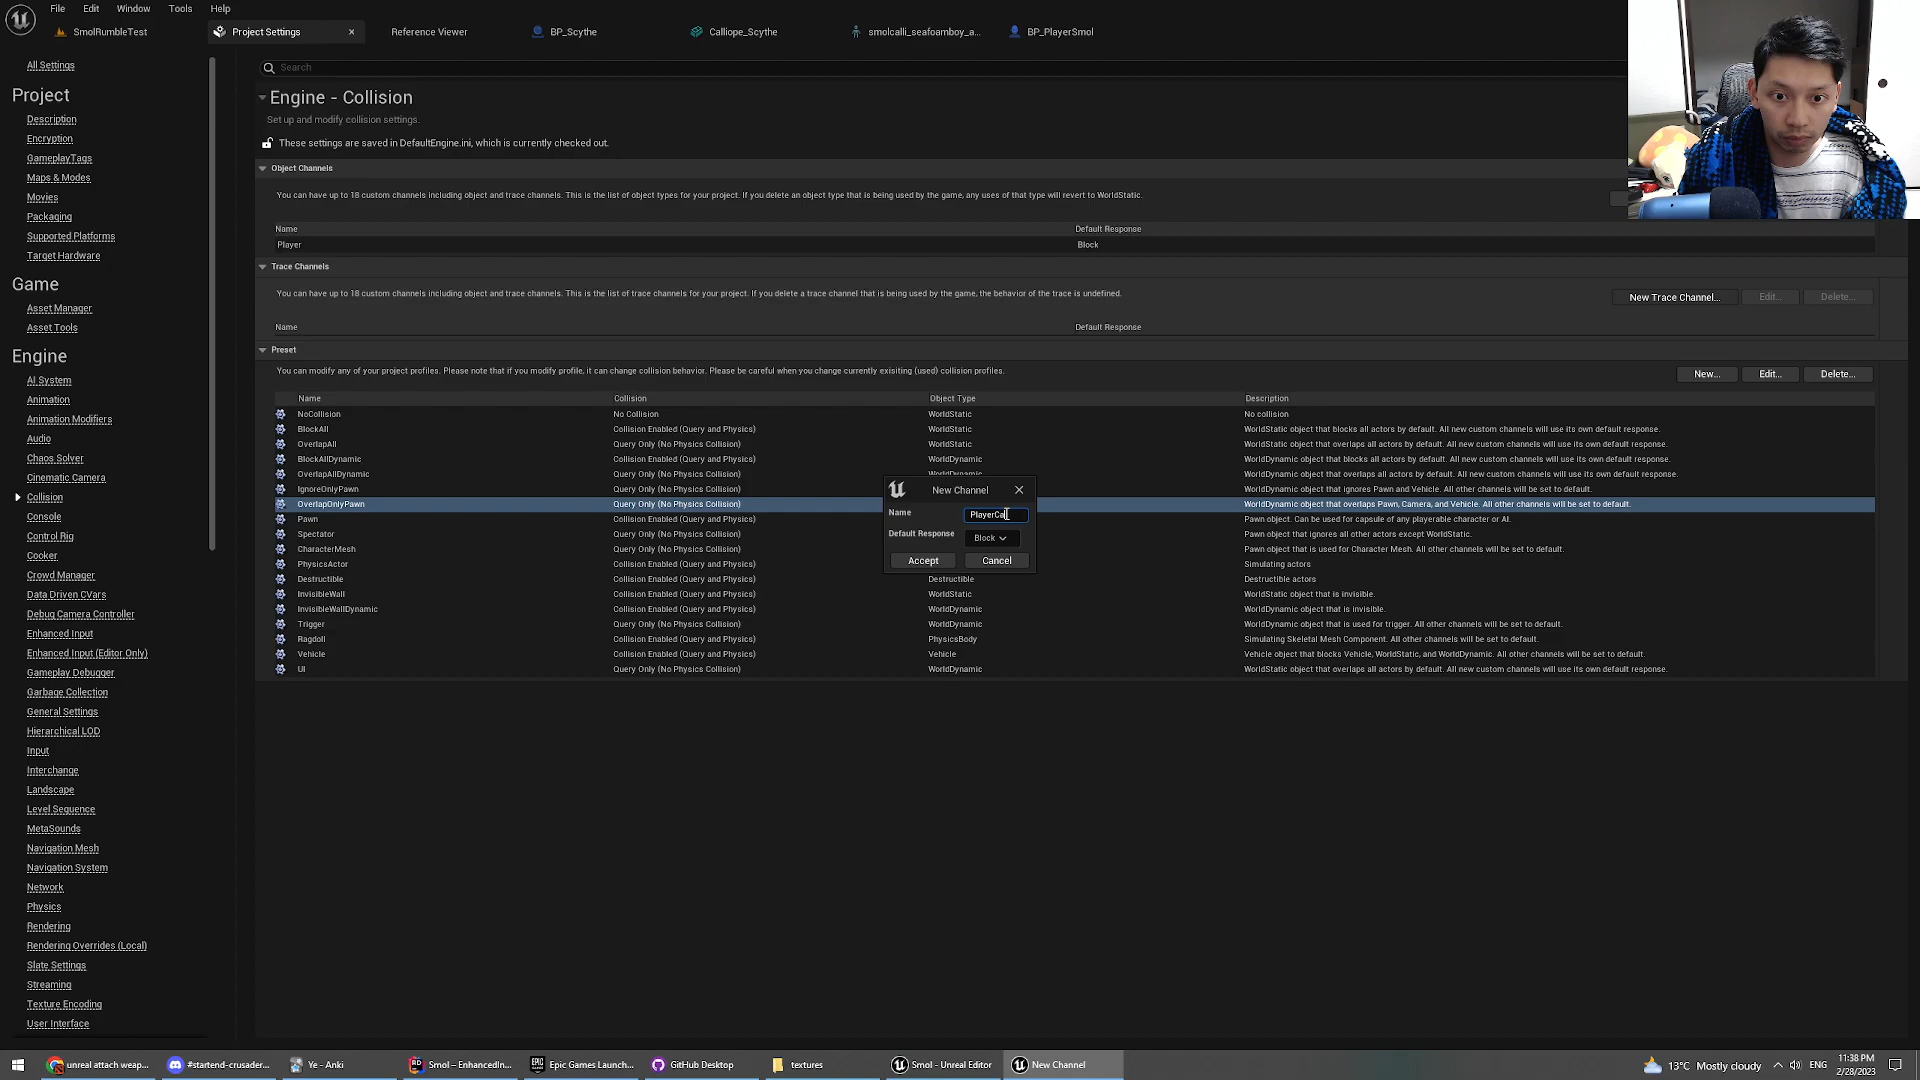 File Edit Window Tools Help
SmolRumbleTest
Project Settings
Reference Viewer
BP_Scythe
Calliope_Scythe
smolcalli_seafoamboy_a...
BP_PlayerSmol
All Settings
Project
Description
Encryption
GameplayTags
Maps & Modes
Movies
Packaging
Supported Platforms
Target Hardware
Game
Asset Manager
Asset Tools
Engine
AI System
Animation
Animation Modifiers
Audio
Chaos Solver
Cinematic Camera
Collision
Console
Control Rig
Cooker
Crowd Manager
Data Driven CVars
Debug Camera Controller
Enhanced Input
Enhanced Input (Editor Only)
Gameplay Debugger
Garbage Collection
General Settings
Hierarchical LOD
Input
Interchange
Landscape
Level Sequence
MetaSounds
Navigation Mesh
Navigation System
Network
Physics
Rendering
Rendering Overrides (Local)
Slate Settings
Streaming
Texture Encoding
User Interface
Search
Engine - Collision
Set up and modify collision settings.
These settings are saved in DefaultEngine.ini, which is currently checked out.
Object Channels
You can have up to 18 custom channels including object and trace channels. This is the list of object types for your project. If you delete an object type that is being used by the game, any uses of that type will revert to WorldStatic.
Name Default Response
Player Block
Trace Channels
You can have up to 18 custom channels including object and trace channels. This is the list of trace channels for your project. If you delete a trace channel that is being used by the game, the behavior of the trace is undefined.
New Trace Channel... Edit... Delete...
Name Default Response
Preset
You can modify any of your project profiles. Please note that if you modify profile, it can change collision behavior. Please be careful when you change currently exisiting (used) collision profiles.
New... Edit... Delete...
Name Collision Object Type Description
NoCollision No Collision WorldStatic No collision
BlockAll Collision Enabled (Query and Physics) WorldStatic WorldStatic object that blocks all actors by default. All new custom channels will use its own default response.
OverlapAll Query Only (No Physics Collision) WorldStatic WorldStatic object that overlaps all actors by default. All new custom channels will use its own default response.
BlockAllDynamic Collision Enabled (Query and Physics) WorldDynamic WorldDynamic object that blocks all actors by default. All new custom channels will use its own default response.
OverlapAllDynamic Query Only (No Physics Collision) WorldDynamic WorldDynamic object that overlaps all actors by default. All new custom channels will use its own default response.
IgnoreOnlyPawn Query Only (No Physics Collision) WorldDynamic object that ignores Pawn and Vehicle. All other channels will be set to default.
OverlapOnlyPawn Query Only (No Physics Collision) WorldDynamic object that overlaps Pawn, Camera, and Vehicle. All other channels will be set to default.
Pawn Collision Enabled (Query and Physics) Pawn object. Can be used for capsule of any playerable character or AI.
Spectator Query Only (No Physics Collision) Pawn object that ignores all other actors except WorldStatic.
CharacterMesh Query Only (No Physics Collision) Pawn object that is used for Character Mesh. All other channels will be set to default.
PhysicsActor Collision Enabled (Query and Physics) Simulating actors
Destructible Collision Enabled (Query and Physics) Destructible Destructible actors
InvisibleWall Collision Enabled (Query and Physics) WorldStatic WorldStatic object that is invisible.
InvisibleWallDynamic Collision Enabled (Query and Physics) WorldDynamic WorldDynamic object that is invisible.
Trigger Query Only (No Physics Collision) WorldDynamic WorldDynamic object that is used for trigger. All other channels will be set to default.
Ragdoll Collision Enabled (Query and Physics) PhysicsBody Simulating Skeletal Mesh Component. All other channels will be set to default.
Vehicle Collision Enabled (Query and Physics) Vehicle Vehicle object that blocks Vehicle, WorldStatic, and WorldDynamic. All other channels will be set to default.
UI Query Only (No Physics Collision) WorldDynamic WorldStatic object that overlaps all actors by default. All new custom channels will use its own default response.
New Channel
Name PlayerCa
Default Response Block
Accept Cancel
unreal attach weap...
#startend-crusader...
Ye - Anki
Smol – EnhancedIn...
Epic Games Launch...
GitHub Desktop
textures
Smol - Unreal Editor
New Channel
13°C Mostly cloudy
ENG
11:38 PM
2/28/2023